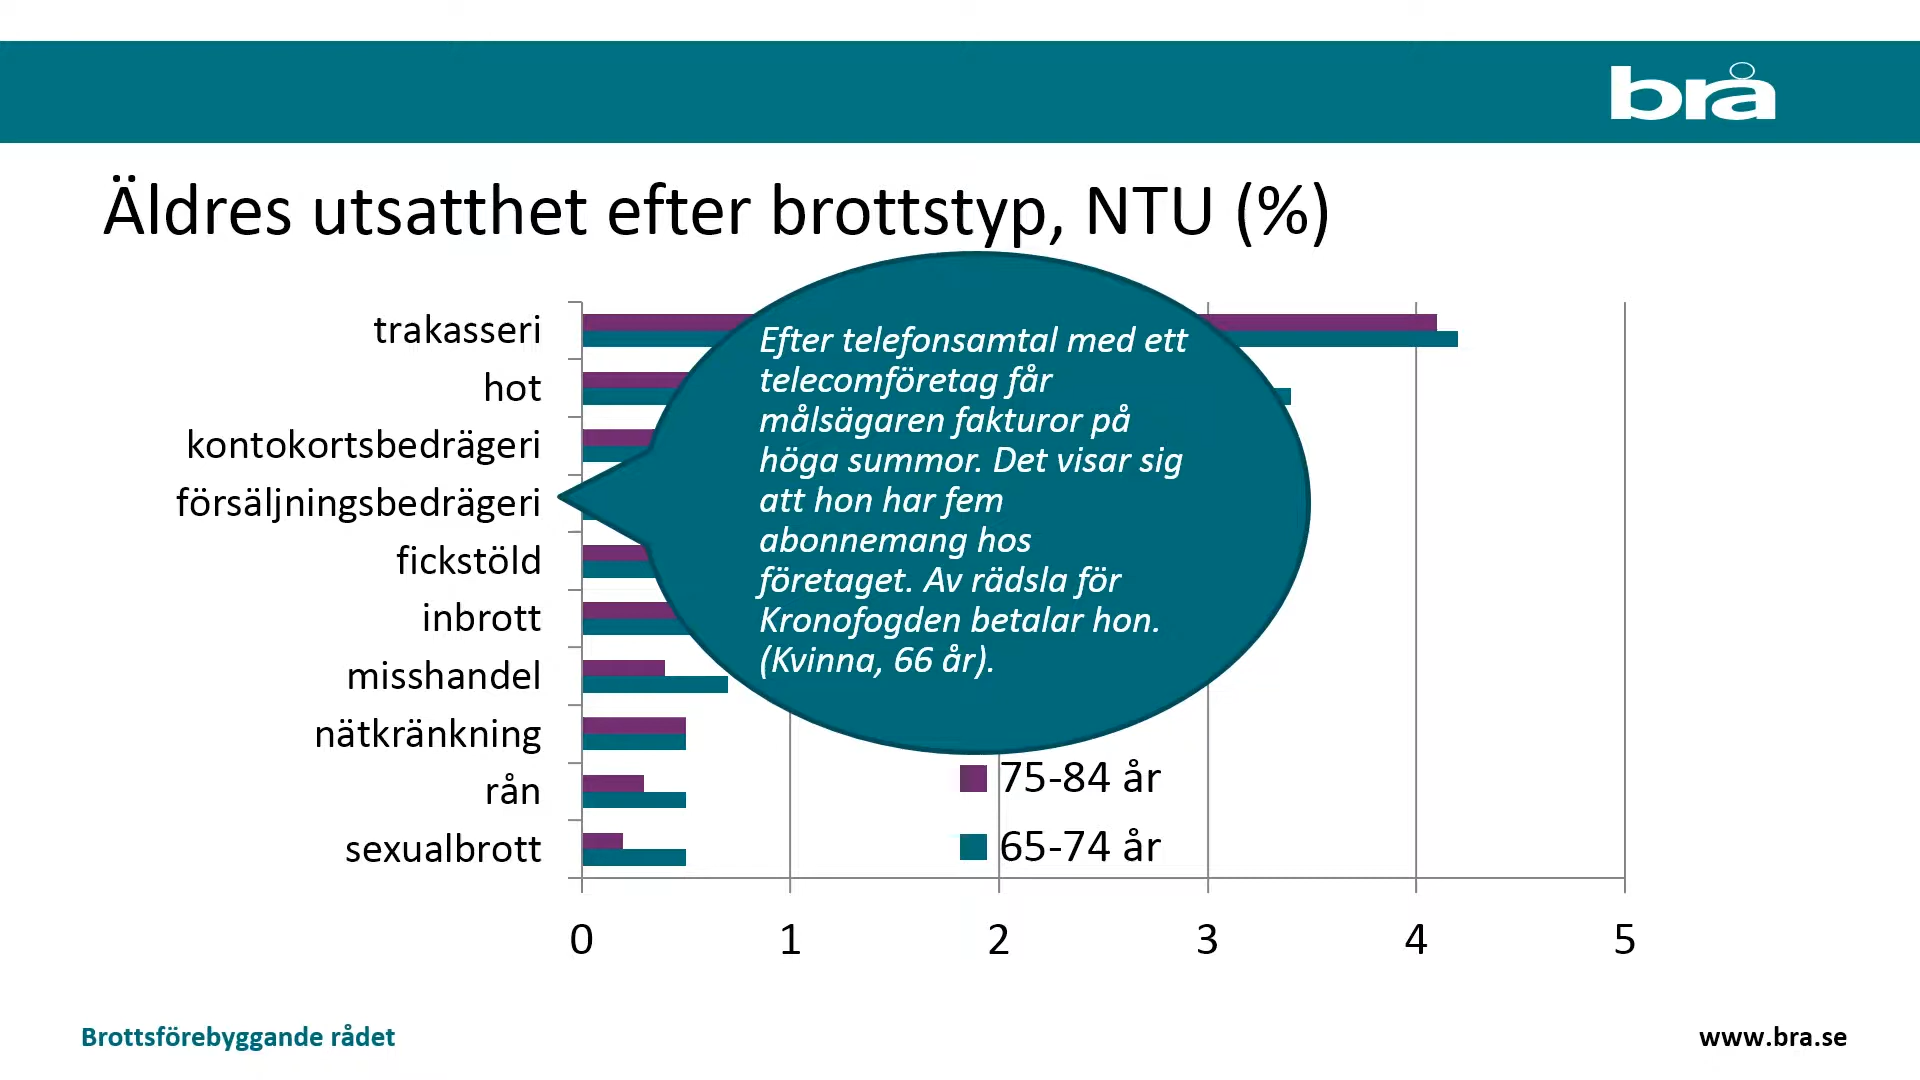 brå
Äldres utsatthet efter brottstyp, NTU (%)
trakasseri
hot
kontokortsbedrägeri
försäljningsbedrägeri
fickstöld
inbrott
misshandel
nätkränkning
rån
sexualbrott
Efter telefonsamtal med ett
telecomföretag får
målsägaren fakturor på
höga summor. Det visar sig
att hon har fem
abonnemang hos
företaget. Av rädsla för
Kronofogden betalar hon.
(Kvinna, 66 år).
75-84 år
65-74 år
0 1 2 3 4 5
Brottsförebyggande rådet
www.bra.se